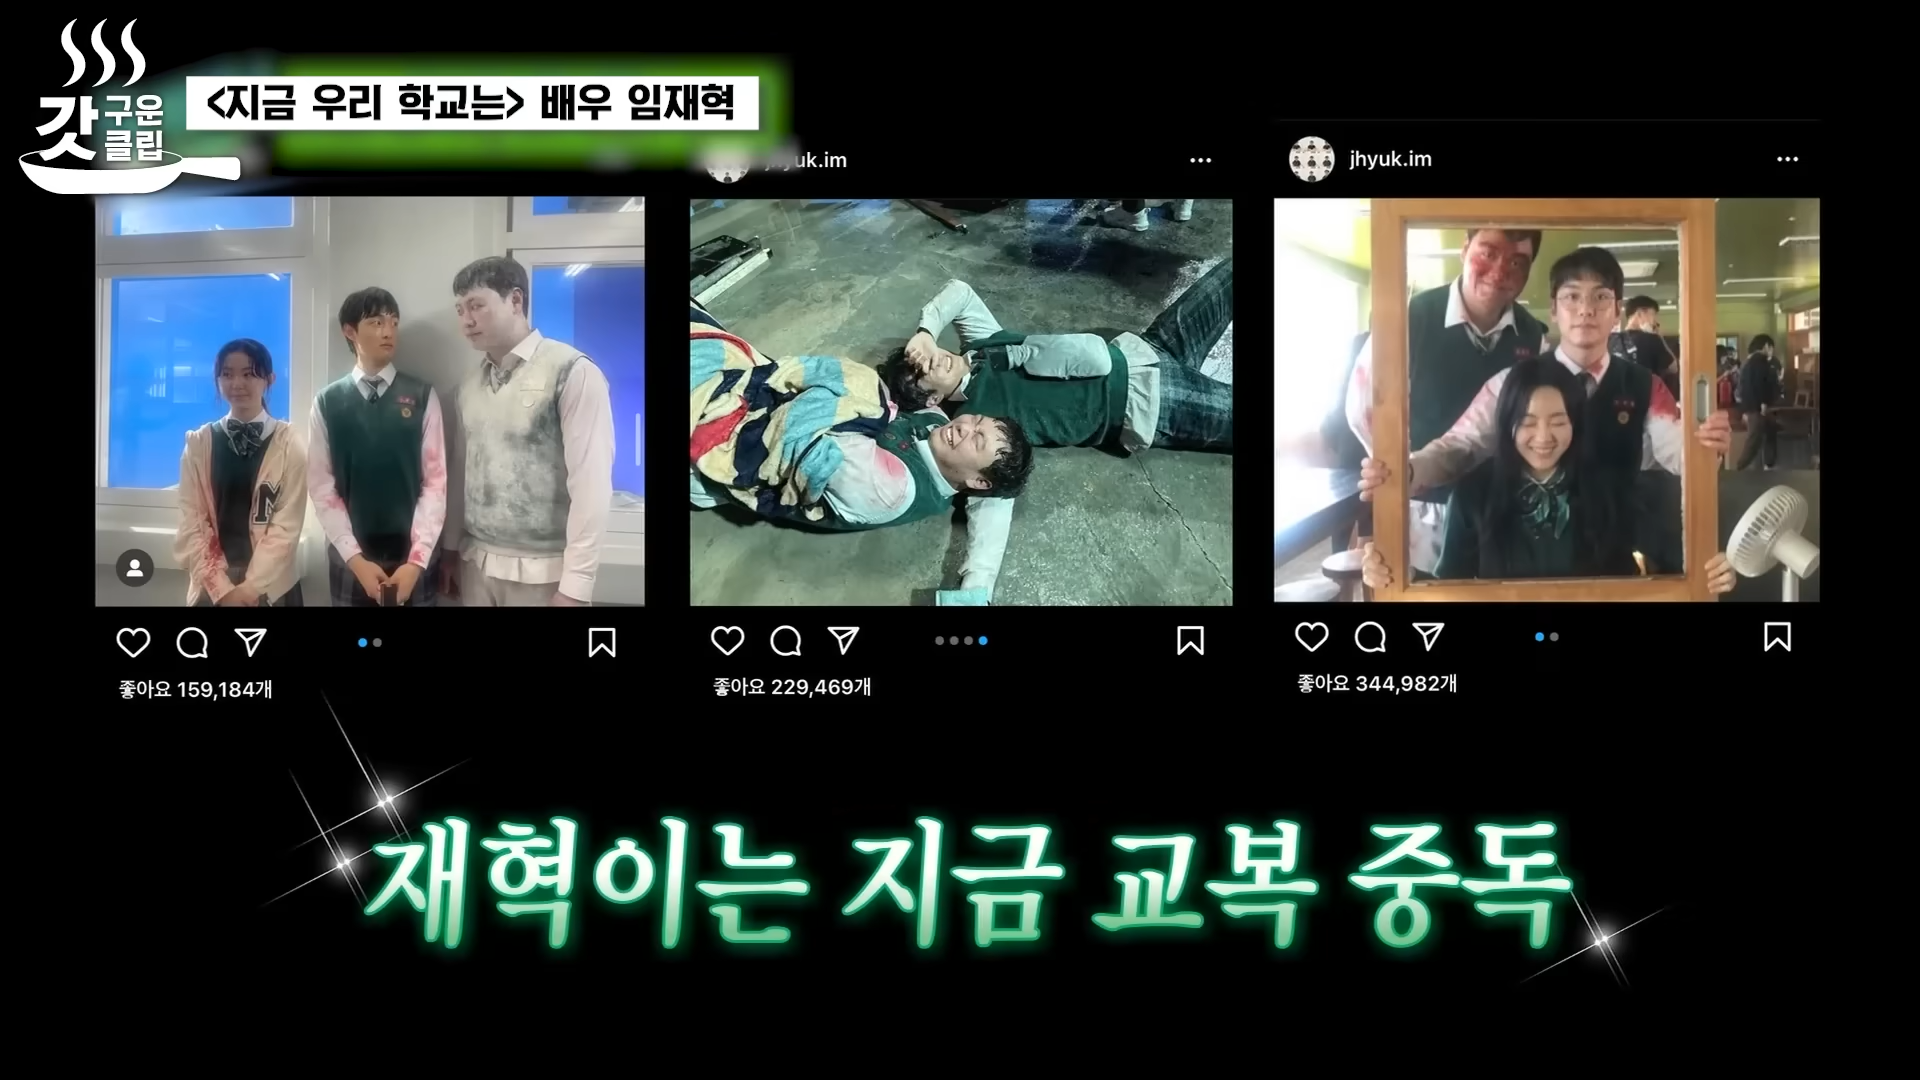 갓구운클립
<지금 우리 학교는> 배우 임재혁
jhyuk.im
jhyuk.im
M
좋아요 159,184개
좋아요 229,469개
좋아요 344,982개
재혁이는 지금 교복 중독